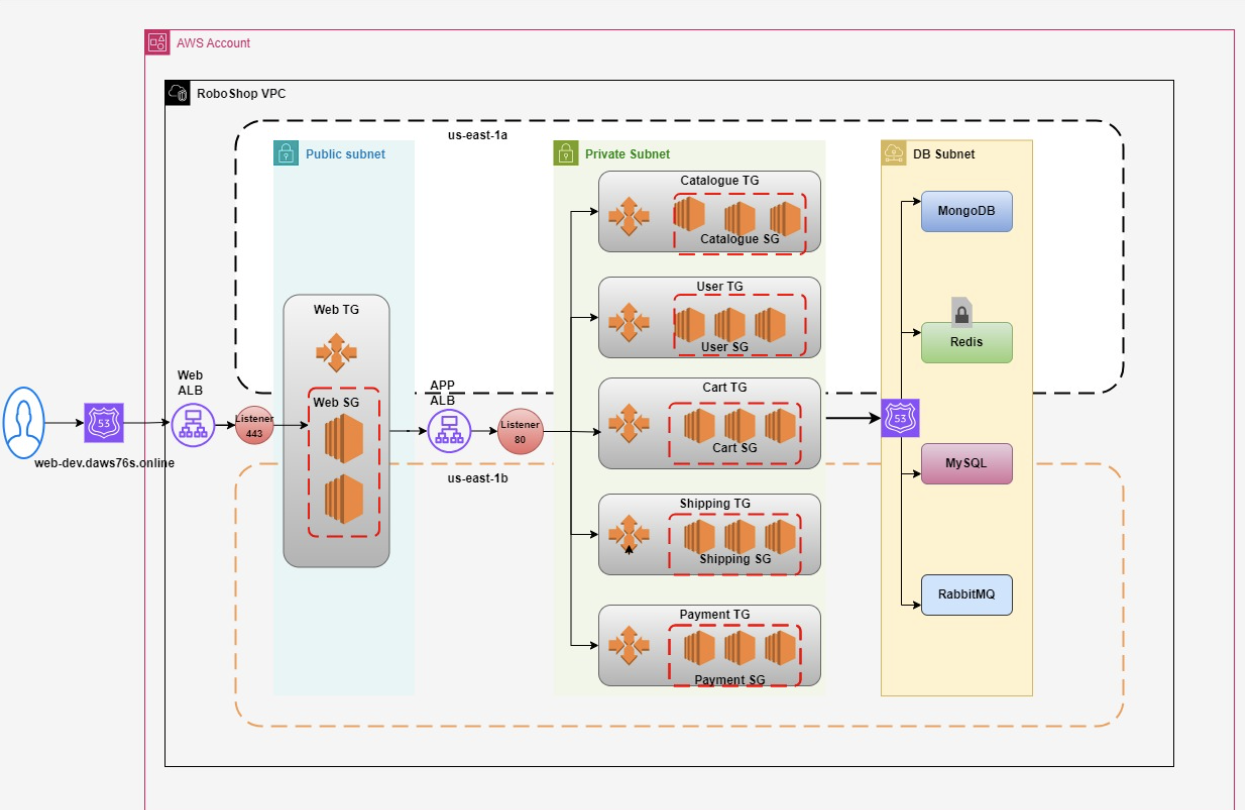 AWS Account
RoboShop VPC
us-east-1a
Public subnet
Private Subnet
DB Subnet
Catalogue TG
Catalogue SG
MongoDB
User TG
User SG
Redis
Web TG
Web SG
Web
ALB
Listener
443
53
web-dev.daws76s.online
APP
ALB
Listener
80
Cart TG
Cart SG
53
MySQL
us-east-1b
Shipping TG
Shipping SG
RabbitMQ
Payment TG
Payment SG